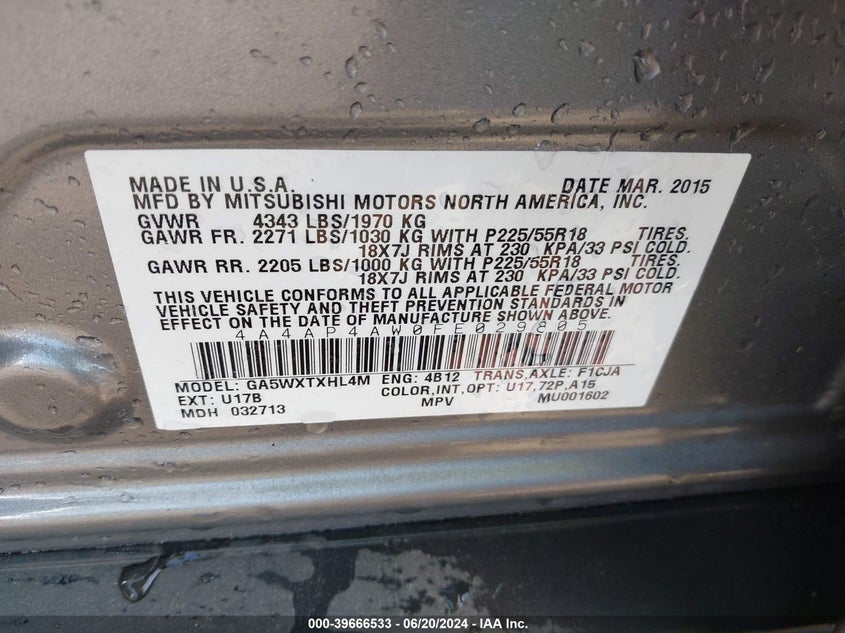 MADE IN U.S.A. DATE MAR. 2015
MFD BY MITSUBISHI MOTORS NORTH AMERICA, INC.
GVWR 4343 LBS/1970 KG
GAWR FR. 2271 LBS/1030 KG WITH P225/55R18 TIRES.
18X7J RIMS AT 230 KPA/33 PSI COLD.
GAWR RR. 2205 LBS/1000 KG WITH P225/55R18 TIRES.
18X7J RIMS AT 230 KPA/33 PSI COLD.
THIS VEHICLE CONFORMS TO ALL APPLICABLE FEDERAL MOTOR
VEHICLE SAFETY AND THEFT PREVENTION STANDARDS IN
EFFECT ON THE DATE OF MANUFACTURE SHOWN ABOVE.
4A4AP4AW0FE029805
MODEL: GA5WXTXHL4M ENG: 4B12 TRANS,AXLE: F1CJA
EXT: U17B COLOR,INT,OPT: U17,72P,A15
MDH 032713 MPV MU001602
000-39666533 - 06/20/2024 - IAA Inc.